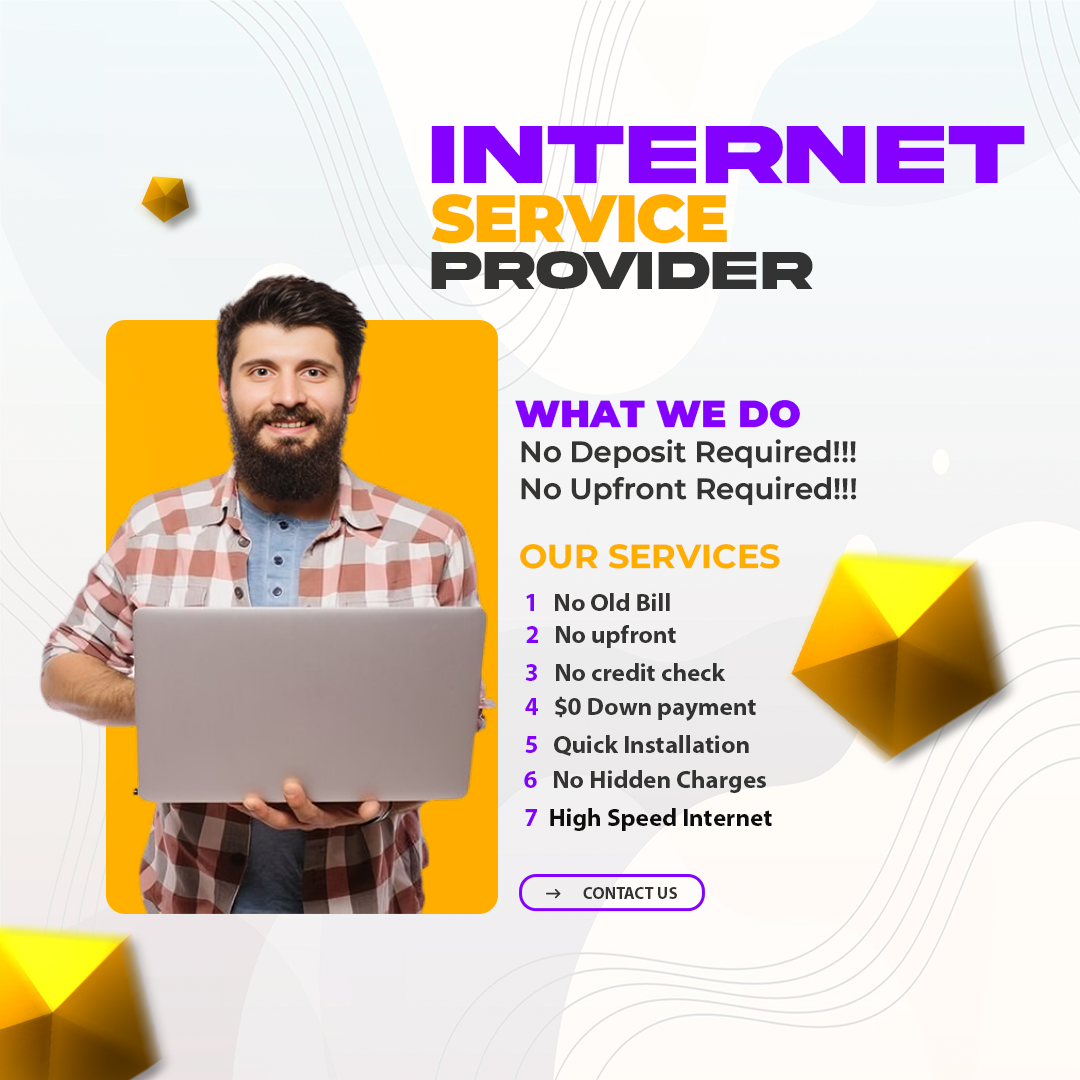 INTERNET
SERVICE
PROVIDER
WHAT WE DO
No Deposit Required!!!
No Upfront Required!!!
OUR SERVICES
1 No Old Bill
2 No upfront
3 No credit check
4 $0 Down payment
5 Quick Installation
6 No Hidden Charges
7 High Speed Internet
→ CONTACT US